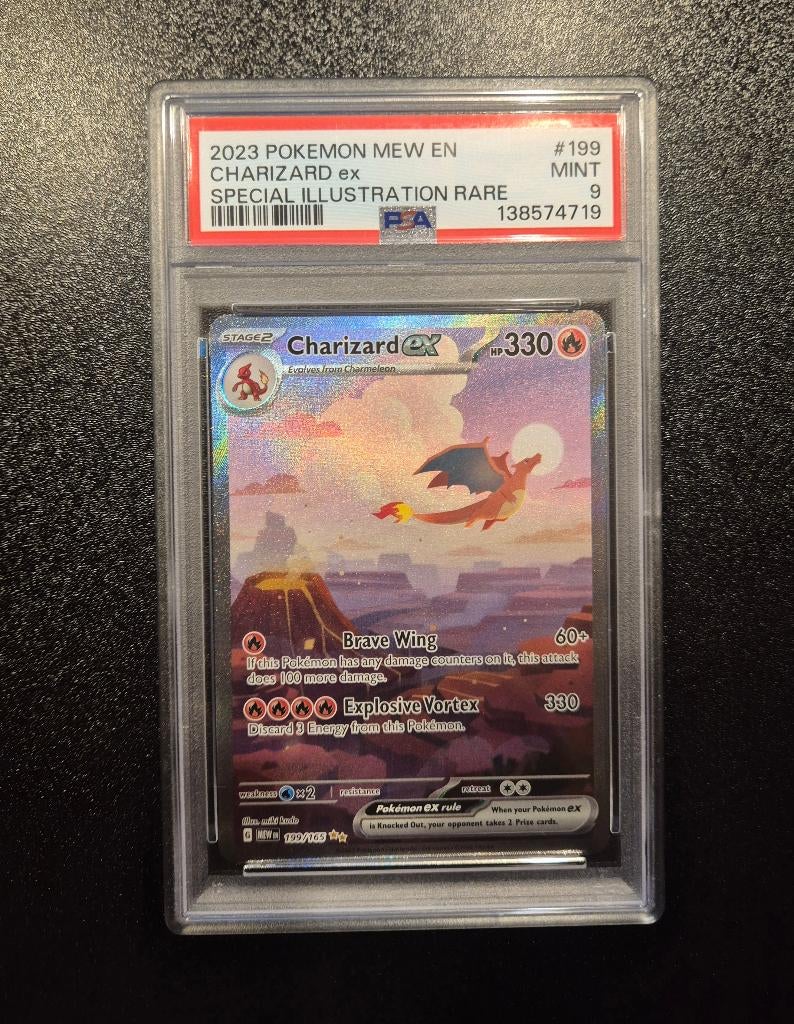 2023 POKEMON MEW EN #199
CHARIZARD ex MINT
SPECIAL ILLUSTRATION RARE 9
PSA 138574719
STAGE2 Charizard ex HP330
Evolves from Charmeleon
Brave Wing 60+
If this Pokémon has any damage counters on it, this attack
does 100 more damage.
Explosive Vortex 330
Discard 3 Energy from this Pokémon.
weakness ×2 resistance retreat
Pokémon ex rule When your Pokémon ex
is Knocked Out, your opponent takes 2 Prize cards.
Illus. miki kudo
G MEW EN 199/165